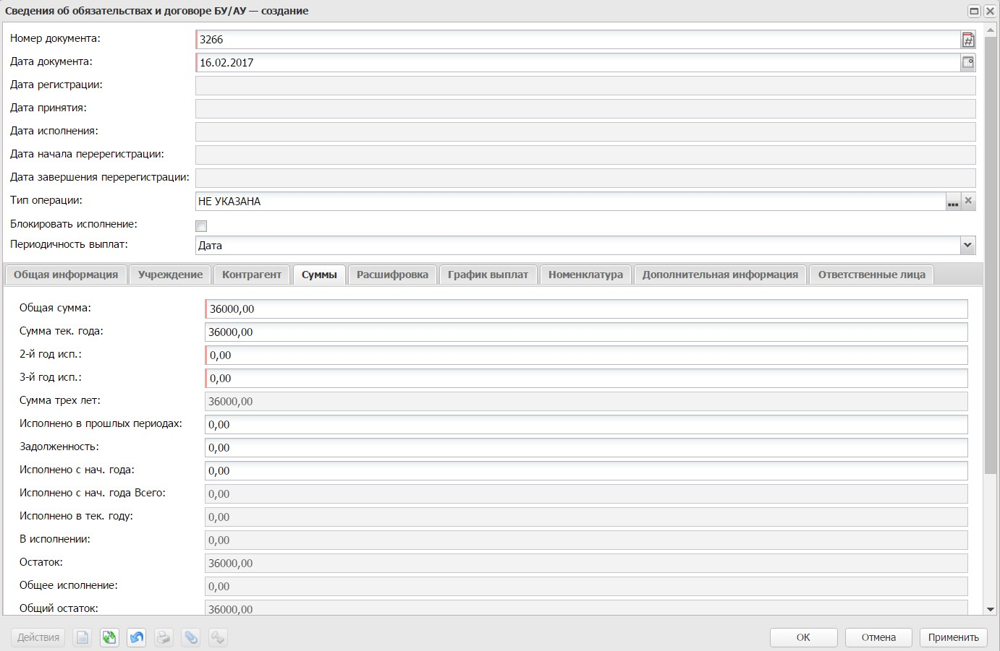 Сведения об обязательствах и договоре БУ/АУ — создание
Номер документа: 3266
Дата документа: 16.02.2017
Дата регистрации:
Дата принятия:
Дата исполнения:
Дата начала перерегистрации:
Дата завершения перерегистрации:
Тип операции: НЕ УКАЗАНА
Блокировать исполнение:
Периодичность выплат: Дата
Общая информация Учреждение Контрагент Суммы Расшифровка График выплат Номенклатура Дополнительная информация Ответственные лица
Общая сумма: 36000,00
Сумма тек. года: 36000,00
2-й год исп.: 0,00
3-й год исп.: 0,00
Сумма трех лет: 36000,00
Исполнено в прошлых периодах: 0,00
Задолженность: 0,00
Исполнено с нач. года: 0,00
Исполнено с нач. года Всего: 0,00
Исполнено в тек. году: 0,00
В исполнении: 0,00
Остаток: 36000,00
Общее исполнение: 0,00
Общий остаток: 36000,00
Действия ОК Отмена Применить